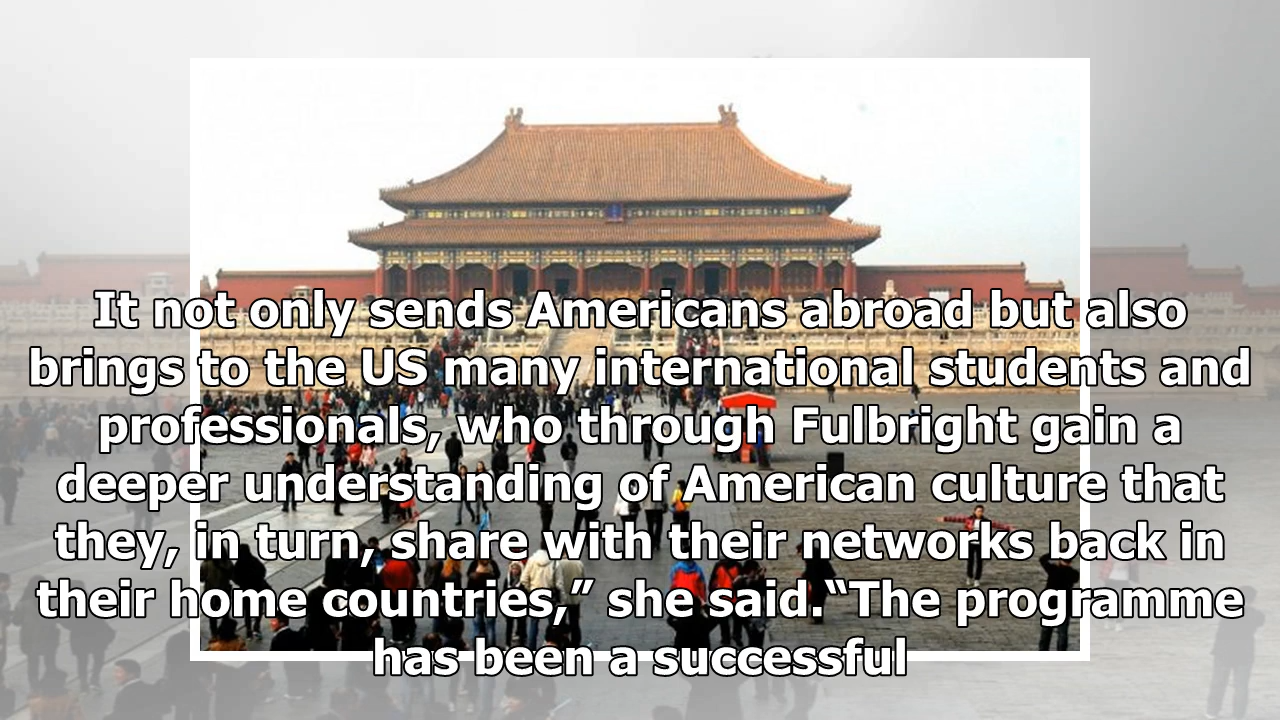 It not only sends Americans abroad but also
brings to the US many international students and
professionals, who through Fulbright gain a
deeper understanding of American culture that
they, in turn, share with their networks back in
their home countries,” she said.“The programme
has been a successful